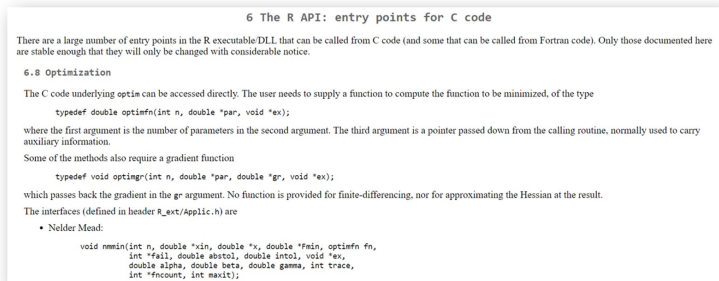 6 The R API: entry points for C code
There are a large number of entry points in the R executable/DLL that can be called from C code (and some that can be called from Fortran code). Only those documented here
are stable enough that they will only be changed with considerable notice.
6.8 Optimization
The C code underlying optim can be accessed directly. The user needs to supply a function to compute the function to be minimized, of the type
typedef double optimfn(int n, double *par, void *ex);
where the first argument is the number of parameters in the second argument. The third argument is a pointer passed down from the calling routine, normally used to carry
auxiliary information.
Some of the methods also require a gradient function
typedef void optimgr(int n, double *par, double *gr, void *ex);
which passes back the gradient in the gr argument. No function is provided for finite-differencing, nor for approximating the Hessian at the result.
The interfaces (defined in header R_ext/Applic.h) are
• Nelder Mead:
void nmmin(int n, double *xin, double *x, double *Fmin, optimfn fn,
int *fail, double abstol, double intol, void *ex,
double alpha, double beta, double gamma, int trace,
int *fncount, int maxit);